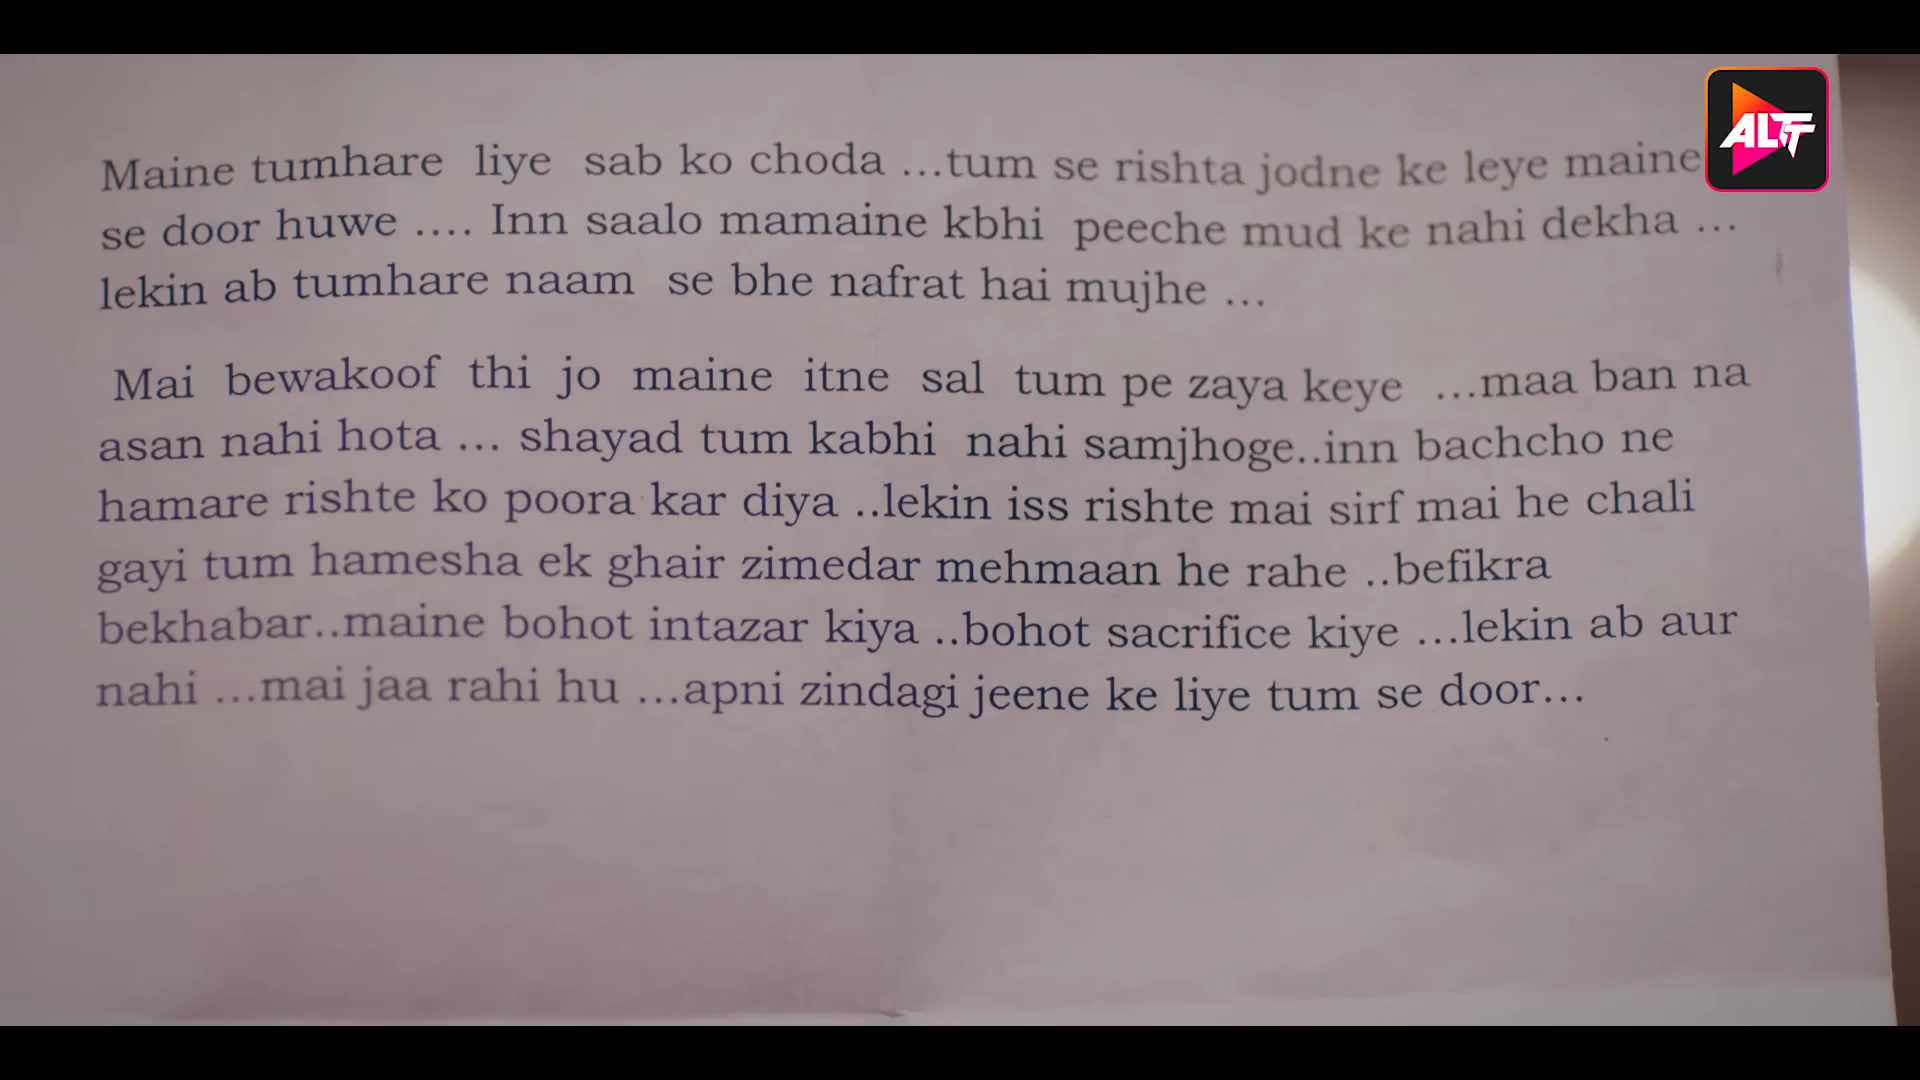 ALTT
Maine tumhare liye sab ko choda ...tum se rishta jodne ke leye maine
se door huwe .... Inn saalo mamaine kbhi peeche mud ke nahi dekha ...
lekin ab tumhare naam se bhe nafrat hai mujhe ...
Mai bewakoof thi jo maine itne sal tum pe zaya keye ...maa ban na
asan nahi hota ... shayad tum kabhi nahi samjhoge..inn bachcho ne
hamare rishte ko poora kar diya ..lekin iss rishte mai sirf mai he chali
gayi tum hamesha ek ghair zimedar mehmaan he rahe ..befikra
bekhabar..maine bohot intazar kiya ..bohot sacrifice kiye ...lekin ab aur
nahi ...mai jaa rahi hu ...apni zindagi jeene ke liye tum se door...